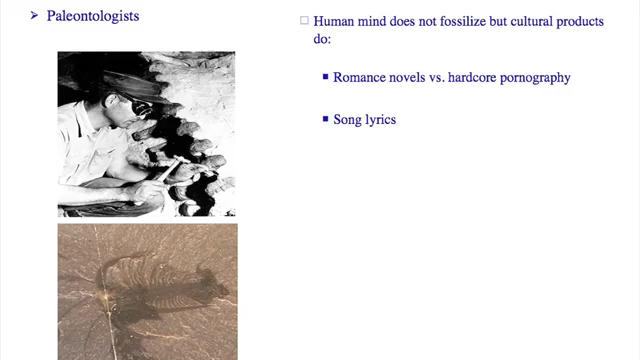 Paleontologists
Human mind does not fossilize but cultural products
do:
Romance novels vs. hardcore pornography
Song lyrics